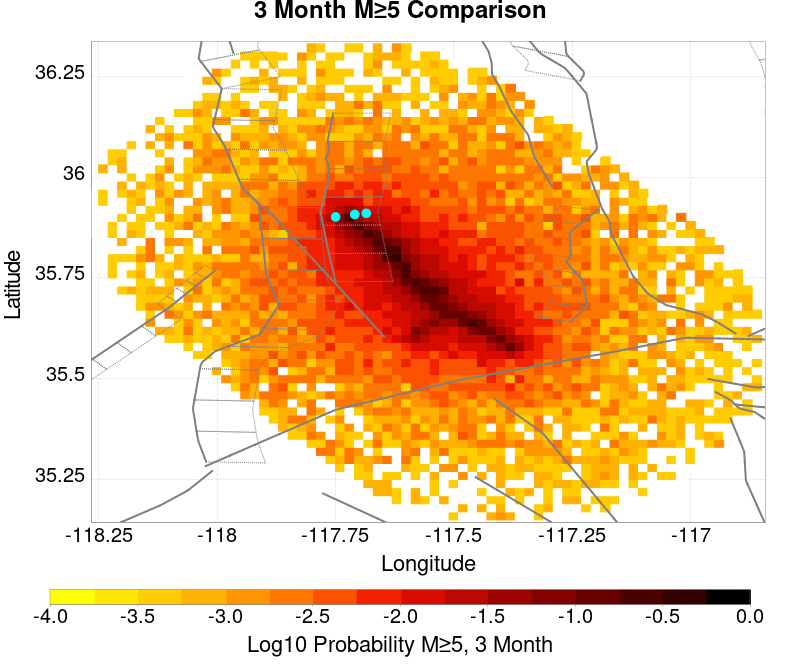 3 Month M≥5 Comparison
36.25
36
35.75
35.5
35.25
Latitude
-118.25 -118 -117.75 -117.5 -117.25 -117
Longitude
-4.0 -3.5 -3.0 -2.5 -2.0 -1.5 -1.0 -0.5 0.0
Log10 Probability M≥5, 3 Month